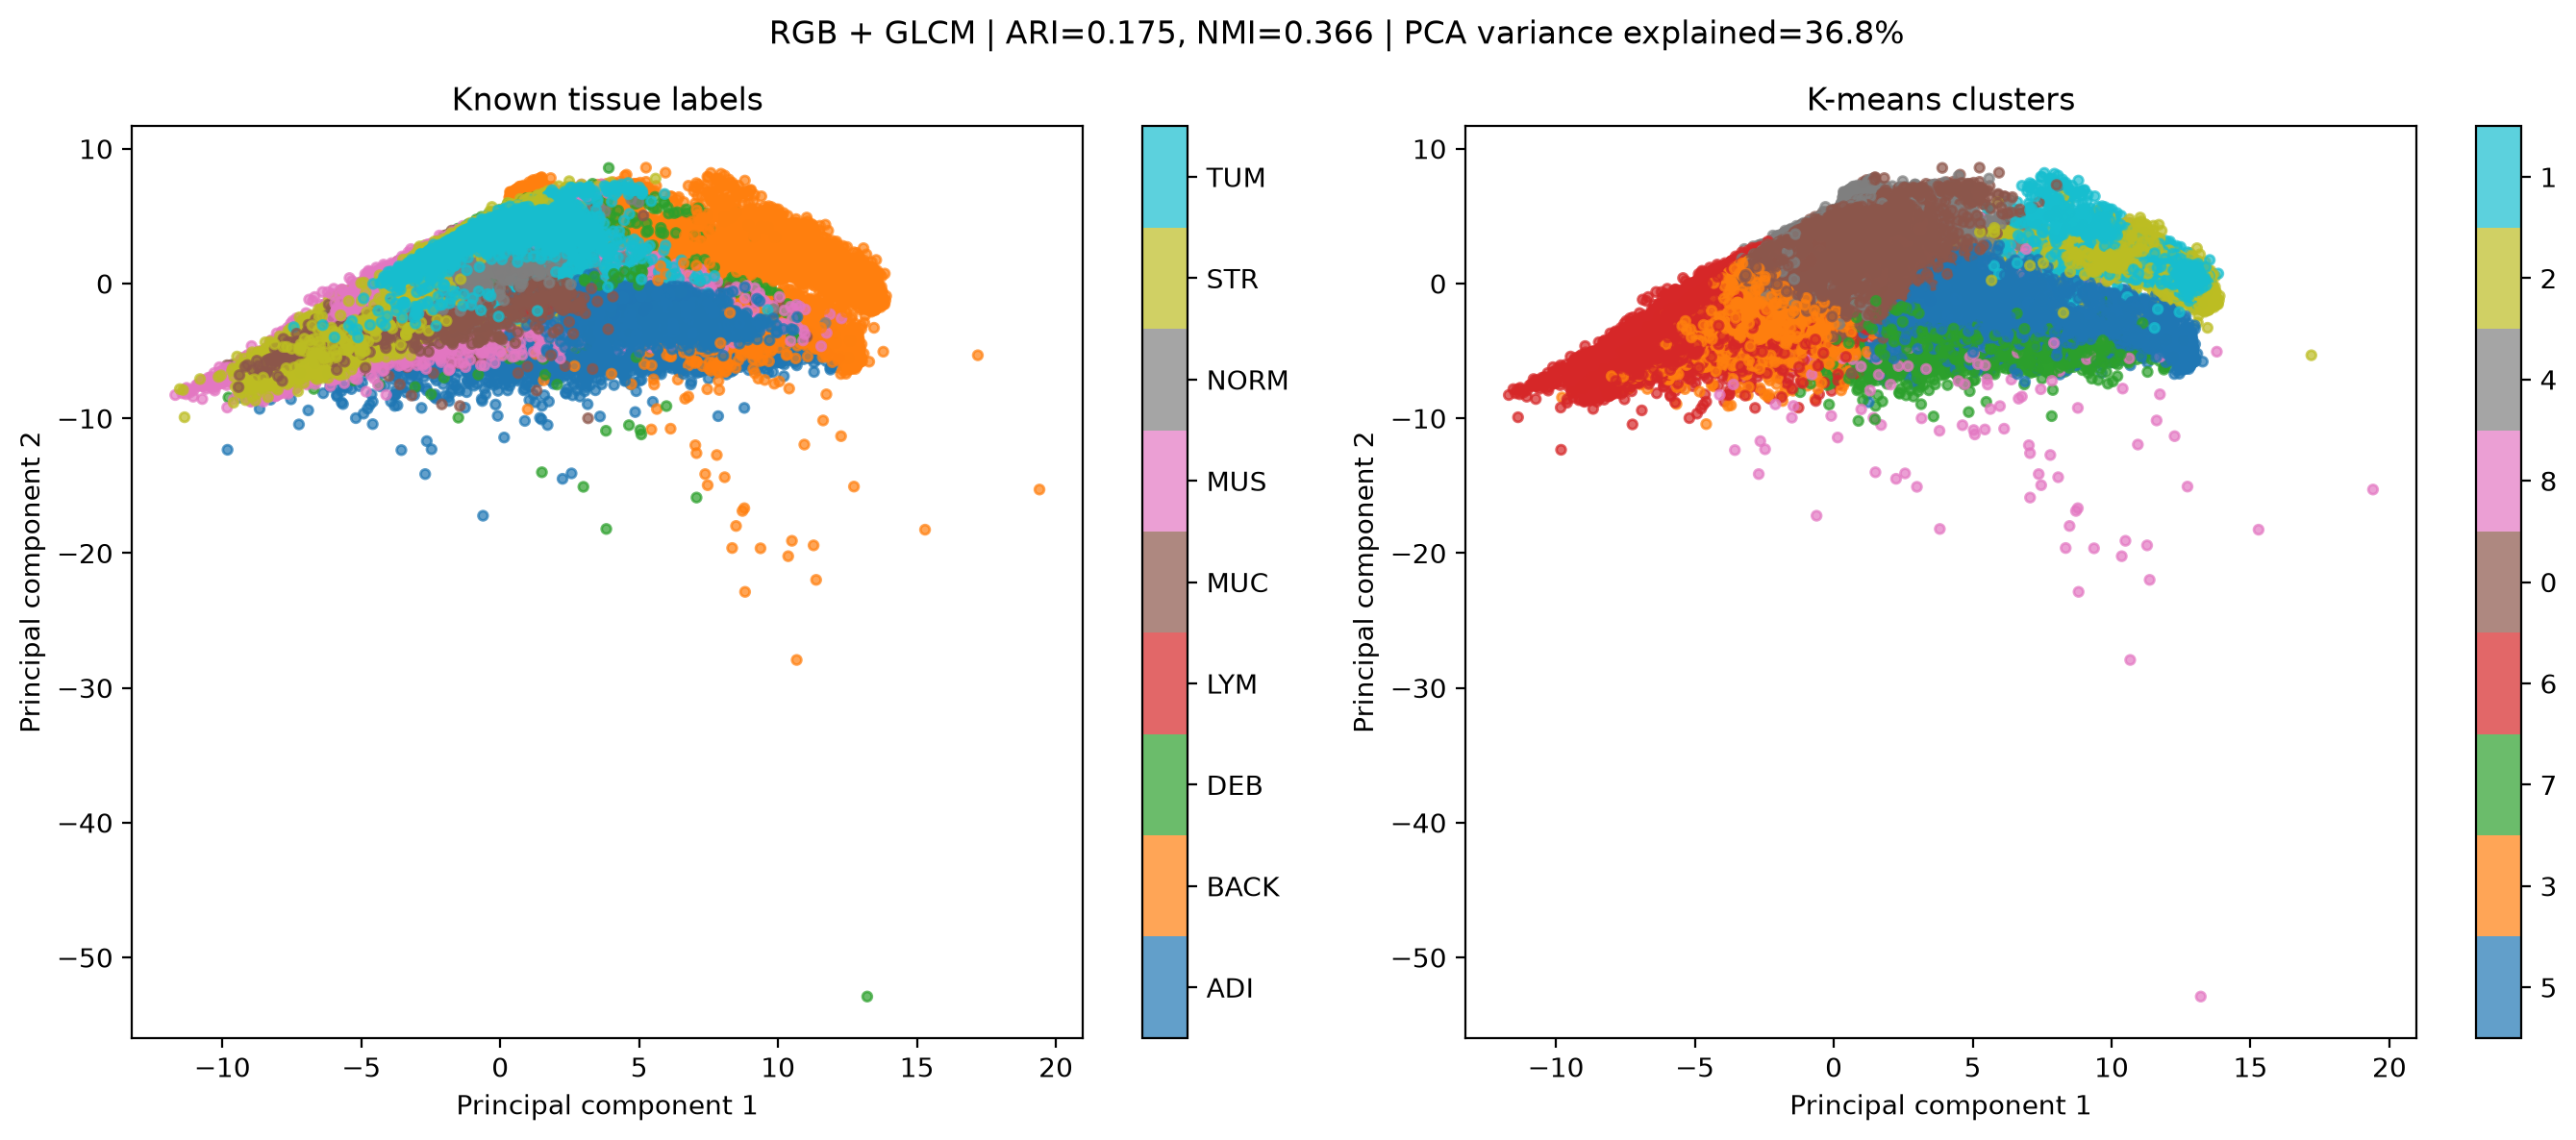 RGB + GLCM | ARI=0.175, NMI=0.366 | PCA variance explained=36.8%
Known tissue labels
10
0
−10
−20
−30
−40
−50
Principal component 2
−10
−5
0
5
10
15
20
Principal component 1
TUM
STR
NORM
MUS
MUC
LYM
DEB
BACK
ADI
K-means clusters
10
0
−10
−20
−30
−40
−50
Principal component 2
−10
−5
0
5
10
15
20
Principal component 1
1
2
4
8
0
6
7
3
5